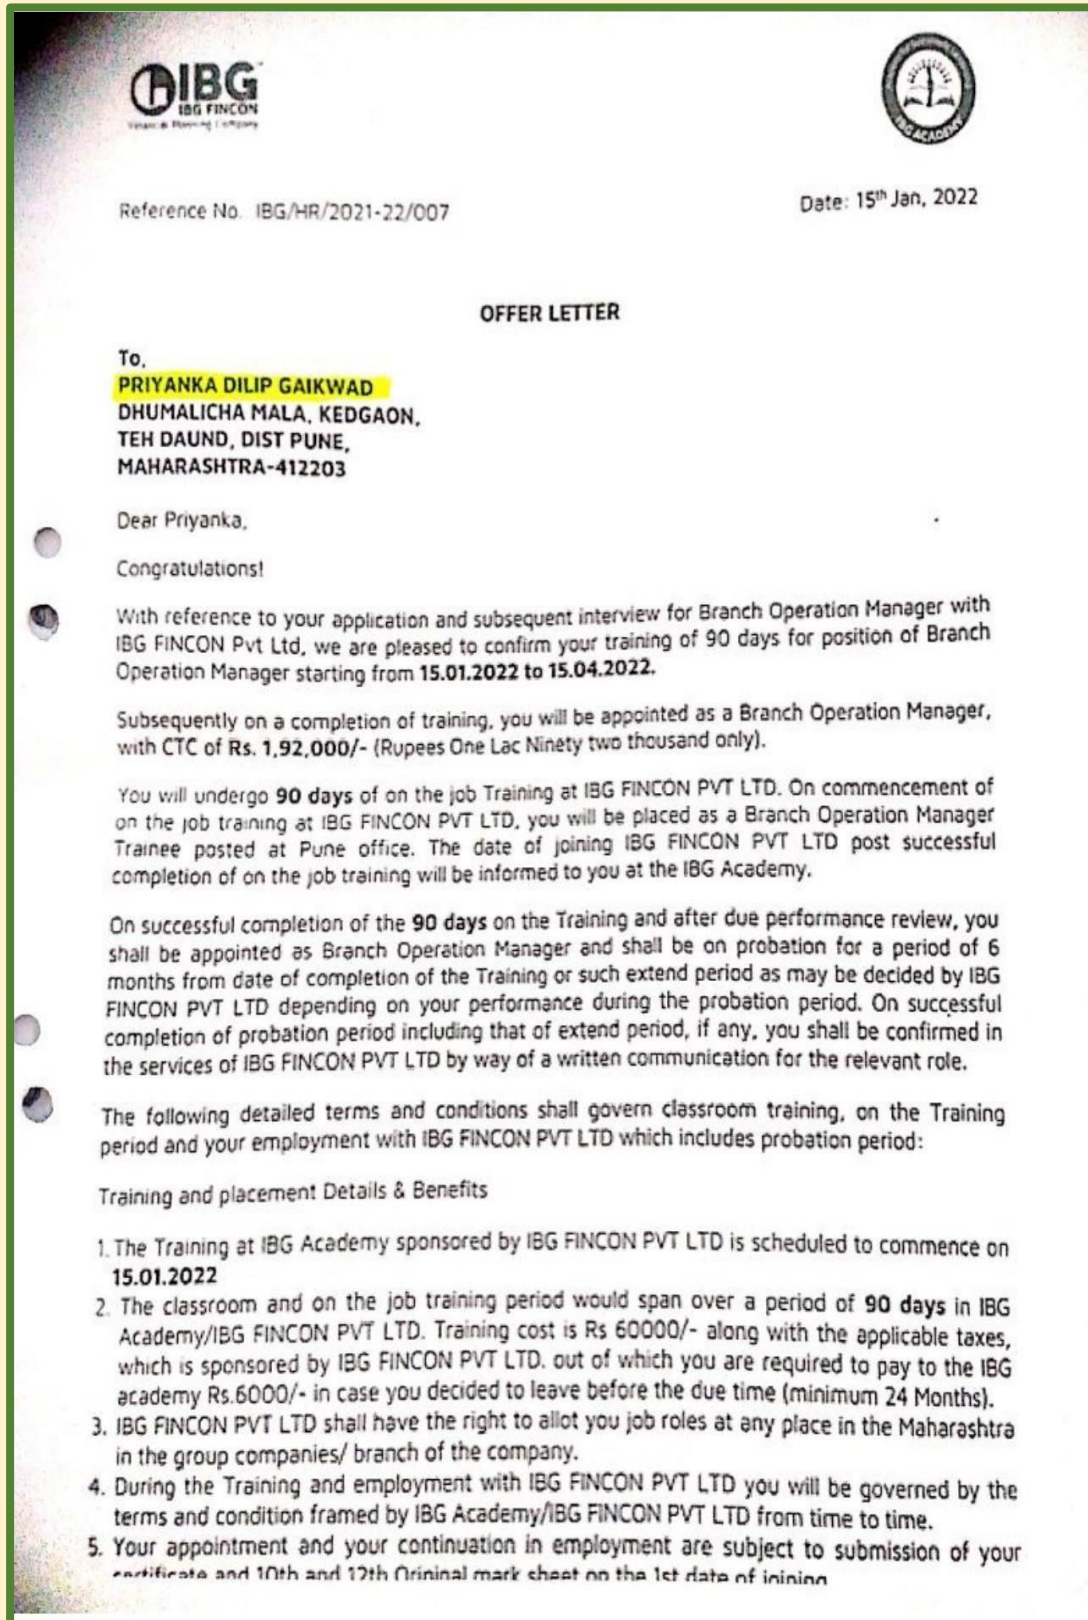 IBG
IBG FINCON
IBG ACADEMY
Reference No. IBG/HR/2021-22/007
Date: 15th Jan, 2022
OFFER LETTER
To,
PRIYANKA DILIP GAIKWAD
DHUMALICHA MALA, KEDGAON,
TEH DAUND, DIST PUNE,
MAHARASHTRA-412203
Dear Priyanka,
Congratulations!
With reference to your application and subsequent interview for Branch Operation Manager with
IBG FINCON Pvt Ltd, we are pleased to confirm your training of 90 days for position of Branch
Operation Manager starting from 15.01.2022 to 15.04.2022.
Subsequently on a completion of training, you will be appointed as a Branch Operation Manager,
with CTC of Rs. 1,92,000/- (Rupees One Lac Ninety two thousand only).
You will undergo 90 days of on the job Training at IBG FINCON PVT LTD. On commencement of
on the job training at IBG FINCON PVT LTD, you will be placed as a Branch Operation Manager
Trainee posted at Pune office. The date of joining IBG FINCON PVT LTD post successful
completion of on the job training will be informed to you at the IBG Academy.
On successful completion of the 90 days on the Training and after due performance review, you
shall be appointed as Branch Operation Manager and shall be on probation for a period of 6
months from date of completion of the Training or such extend period as may be decided by IBG
FINCON PVT LTD depending on your performance during the probation period. On successful
completion of probation period including that of extend period, if any, you shall be confirmed in
the services of IBG FINCON PVT LTD by way of a written communication for the relevant role.
The following detailed terms and conditions shall govern classroom training, on the Training
period and your employment with IBG FINCON PVT LTD which includes probation period:
Training and placement Details & Benefits
1. The Training at IBG Academy sponsored by IBG FINCON PVT LTD is scheduled to commence on
15.01.2022
2. The classroom and on the job training period would span over a period of 90 days in IBG
Academy/IBG FINCON PVT LTD. Training cost is Rs 60000/- along with the applicable taxes,
which is sponsored by IBG FINCON PVT LTD. out of which you are required to pay to the IBG
academy Rs.6000/- in case you decided to leave before the due time (minimum 24 Months).
3. IBG FINCON PVT LTD shall have the right to allot you job roles at any place in the Maharashtra
in the group companies/ branch of the company.
4. During the Training and employment with IBG FINCON PVT LTD you will be governed by the
terms and condition framed by IBG Academy/IBG FINCON PVT LTD from time to time.
5. Your appointment and your continuation in employment are subject to submission of your
certificate and 10th and 12th Original mark sheet on the 1st date of joining